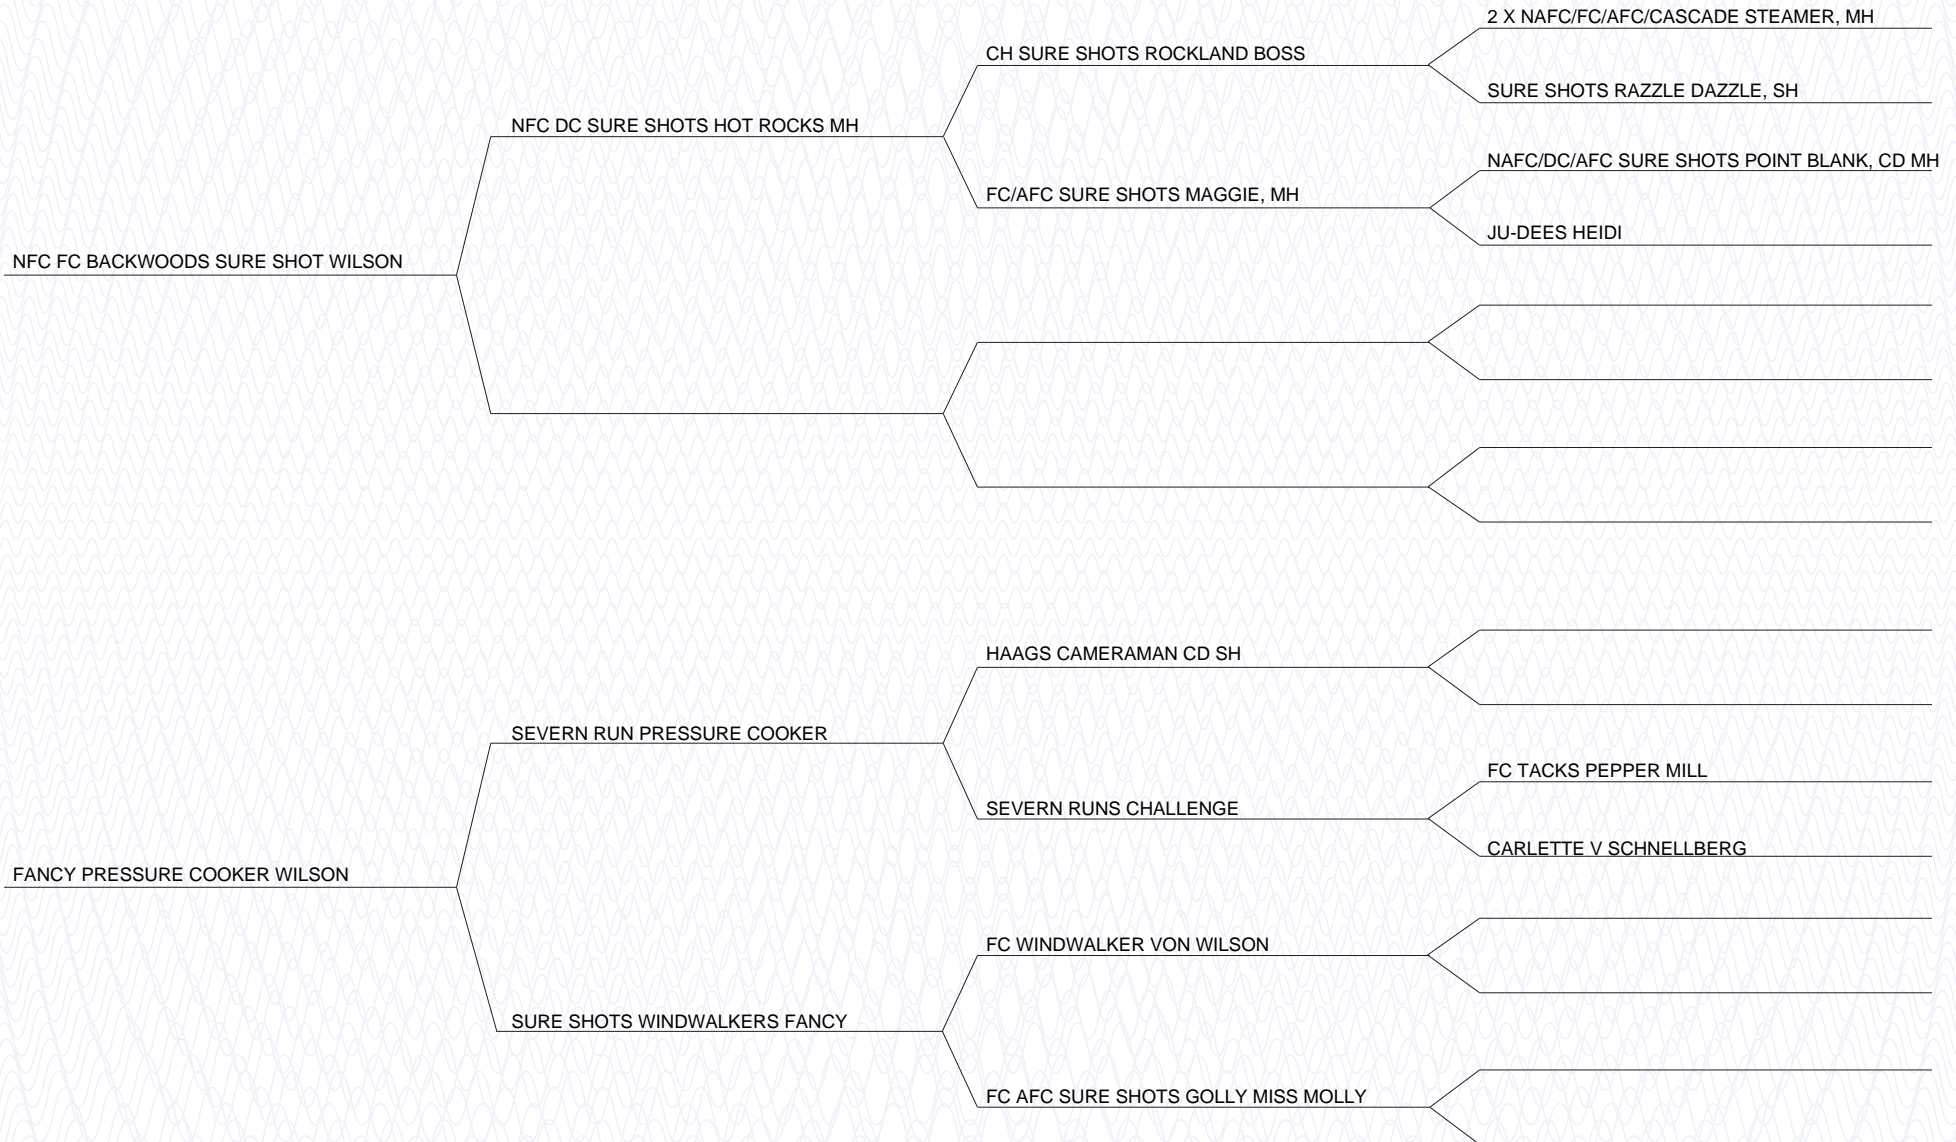 2 X NAFC/FC/AFC/CASCADE STEAMER, MH
CH SURE SHOTS ROCKLAND BOSS
SURE SHOTS RAZZLE DAZZLE, SH
NFC DC SURE SHOTS HOT ROCKS MH
NAFC/DC/AFC SURE SHOTS POINT BLANK, CD MH
FC/AFC SURE SHOTS MAGGIE, MH
JU-DEES HEIDI
NFC FC BACKWOODS SURE SHOT WILSON
HAAGS CAMERAMAN CD SH
SEVERN RUN PRESSURE COOKER
FC TACKS PEPPER MILL
SEVERN RUNS CHALLENGE
CARLETTE V SCHNELLBERG
FANCY PRESSURE COOKER WILSON
FC WINDWALKER VON WILSON
SURE SHOTS WINDWALKERS FANCY
FC AFC SURE SHOTS GOLLY MISS MOLLY